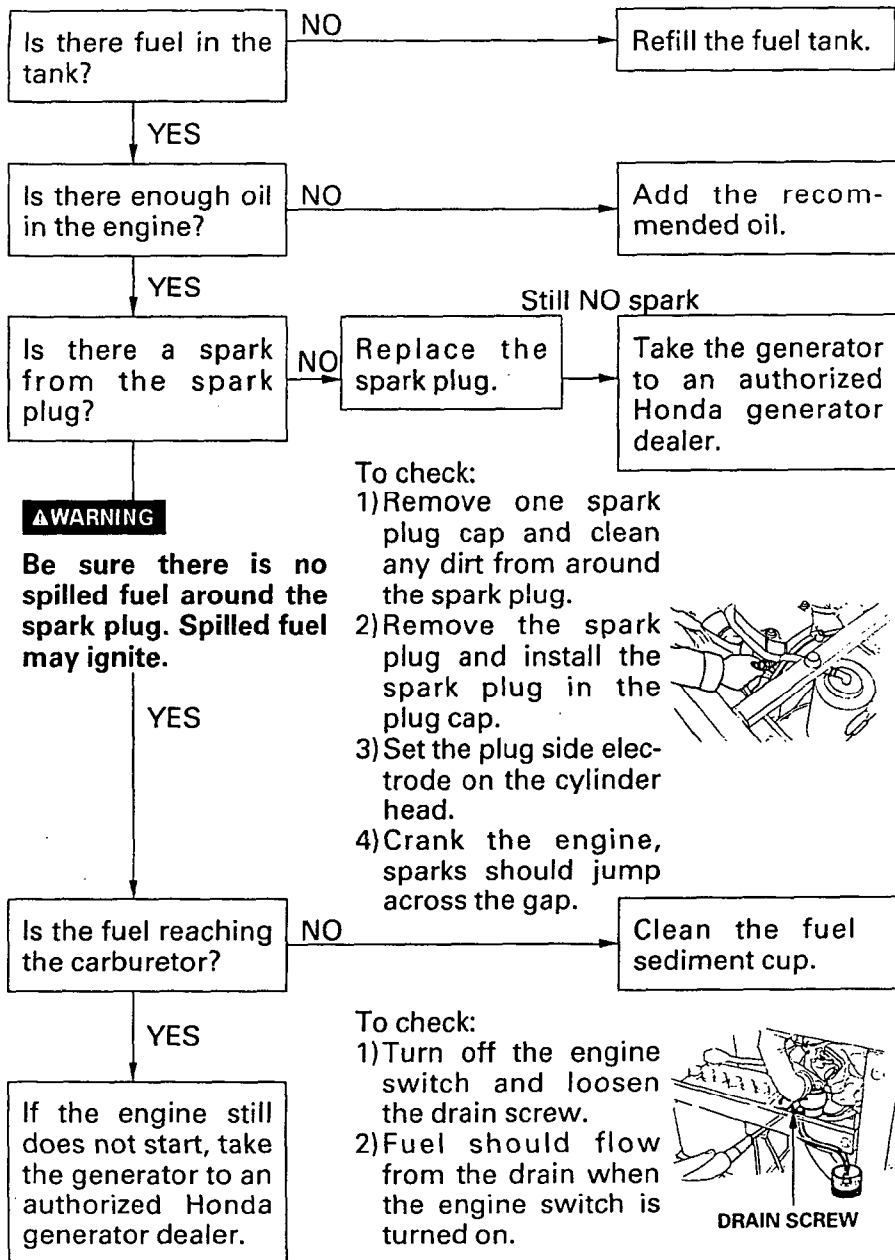 Is there fuel in the
tank?
NO
Refill the fuel tank.
YES
Is there enough oil
in the engine?
NO
Add the recom-
mended oil.
YES
Is there a spark
from the spark
plug?
NO
Replace the
spark plug.
Still NO spark
Take the generator
to an authorized
Honda generator
dealer.
⚠WARNING
Be sure there is no
spilled fuel around the
spark plug. Spilled fuel
may ignite.
To check:
1)Remove one spark
plug cap and clean
any dirt from around
the spark plug.
2)Remove the spark
plug and install the
spark plug in the
plug cap.
3)Set the plug side elec-
trode on the cylinder
head.
4)Crank the engine,
sparks should jump
across the gap.
YES
Is the fuel reaching
the carburetor?
NO
Clean the fuel
sediment cup.
YES
If the engine still
does not start, take
the generator to an
authorized Honda
generator dealer.
To check:
1)Turn off the engine
switch and loosen
the drain screw.
2)Fuel should flow
from the drain when
the engine switch is
turned on.
DRAIN SCREW